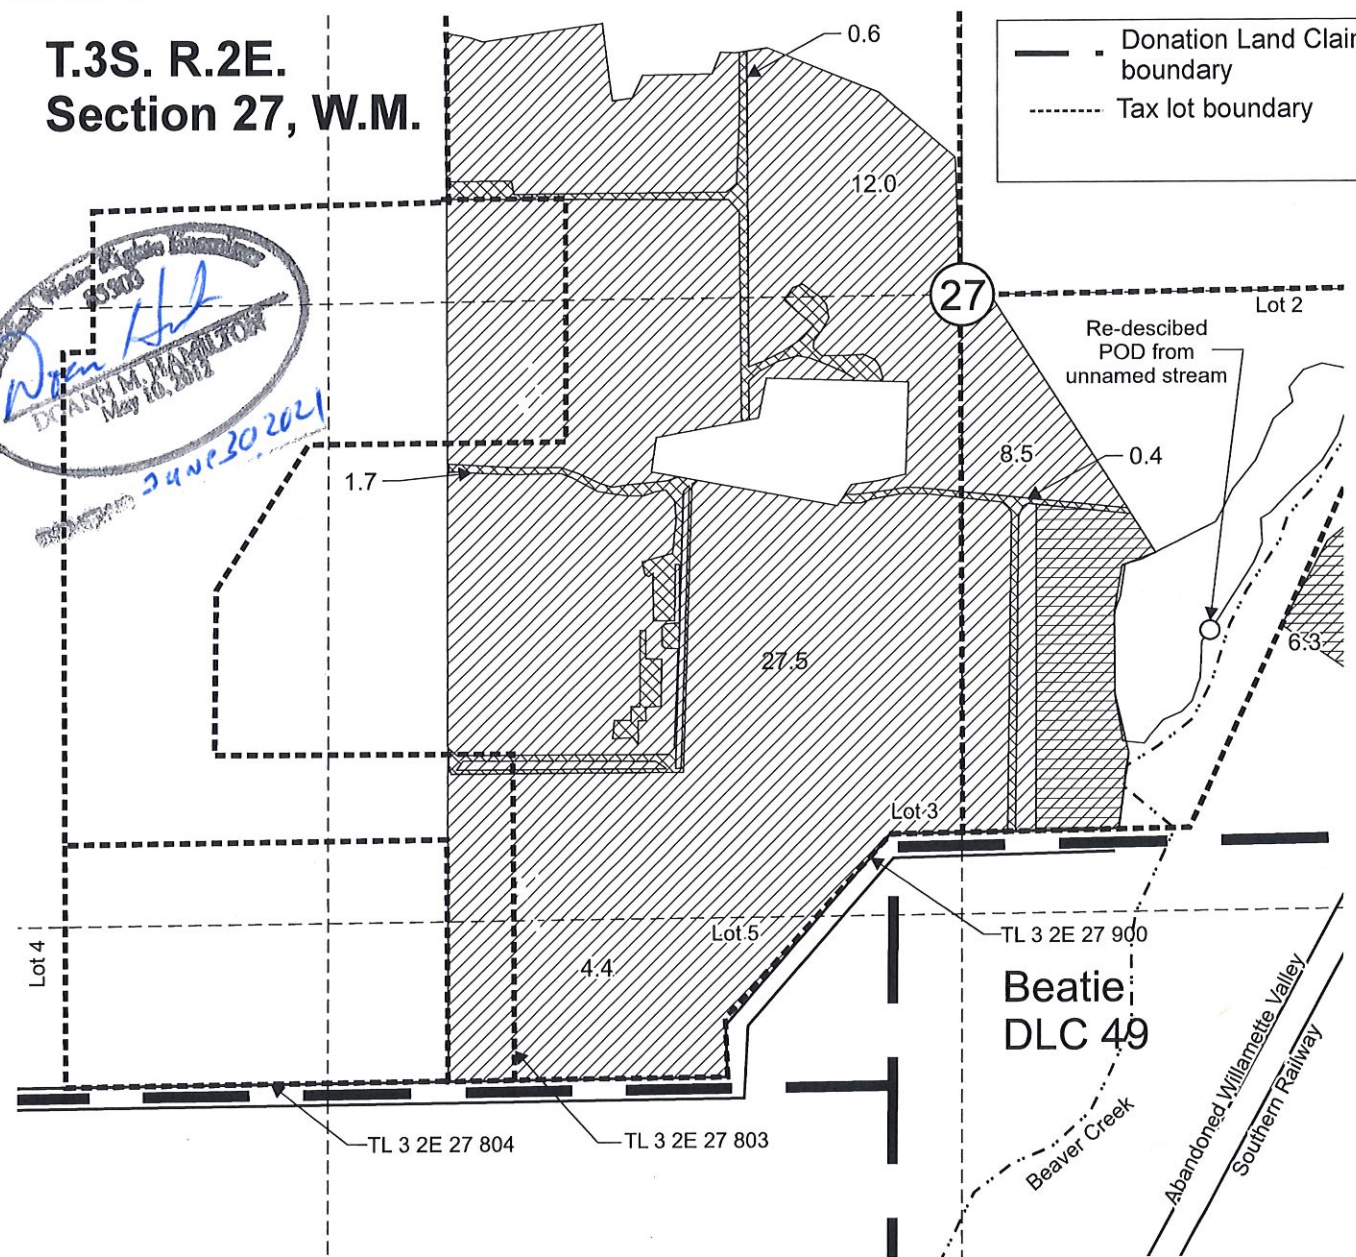 T.3S. R.2E.
Section 27, W.M.
0.6
Donation Land Clair
boundary
Tax lot boundary
12.0
27
Lot 2
Re-descibed
POD from
unnamed stream
DOANN M. HAMILTON
May 10, 2012
JUNE 30 2021
1.7
8.5
0.4
27.5
6.3
Lot 3
Lot 5
TL 3 2E 27 900
Lot 4
4.4
Beatie
DLC 49
TL 3 2E 27 804
TL 3 2E 27 803
Beaver Creek
Abandoned Willamette Valley
Southern Railway